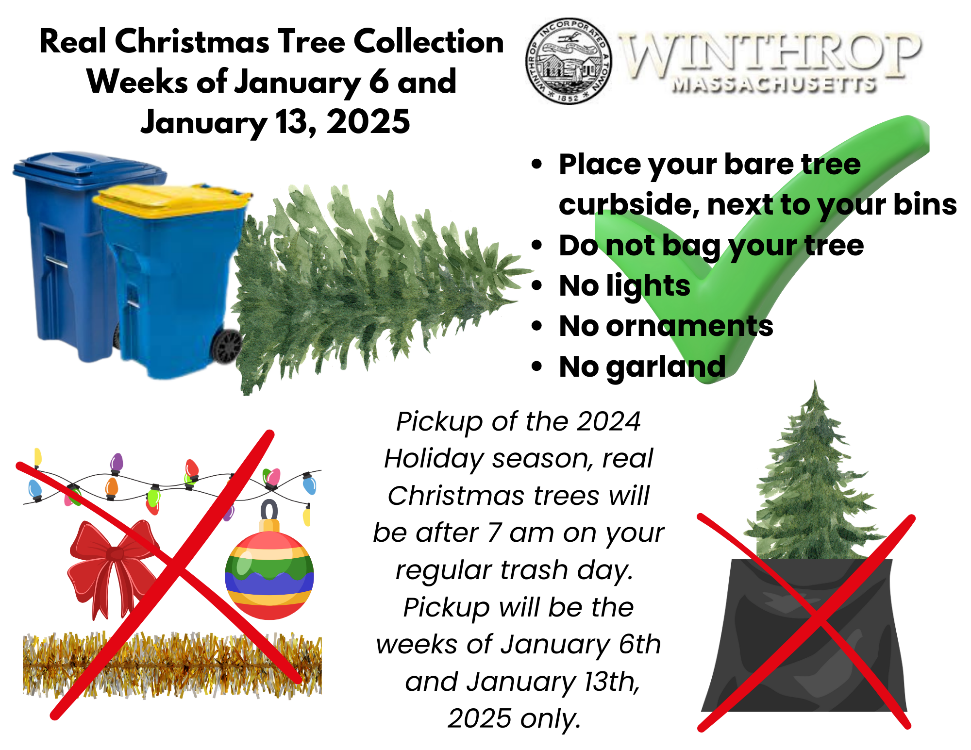 Real Christmas Tree Collection
Weeks of January 6 and
January 13, 2025
WINTHROP INCORPORATED A TOWN
1852
WINTHROP
MASSACHUSETTS
• Place your bare tree
curbside, next to your bins
• Do not bag your tree
• No lights
• No ornaments
• No garland
Pickup of the 2024
Holiday season, real
Christmas trees will
be after 7 am on your
regular trash day.
Pickup will be the
weeks of January 6th
and January 13th,
2025 only.